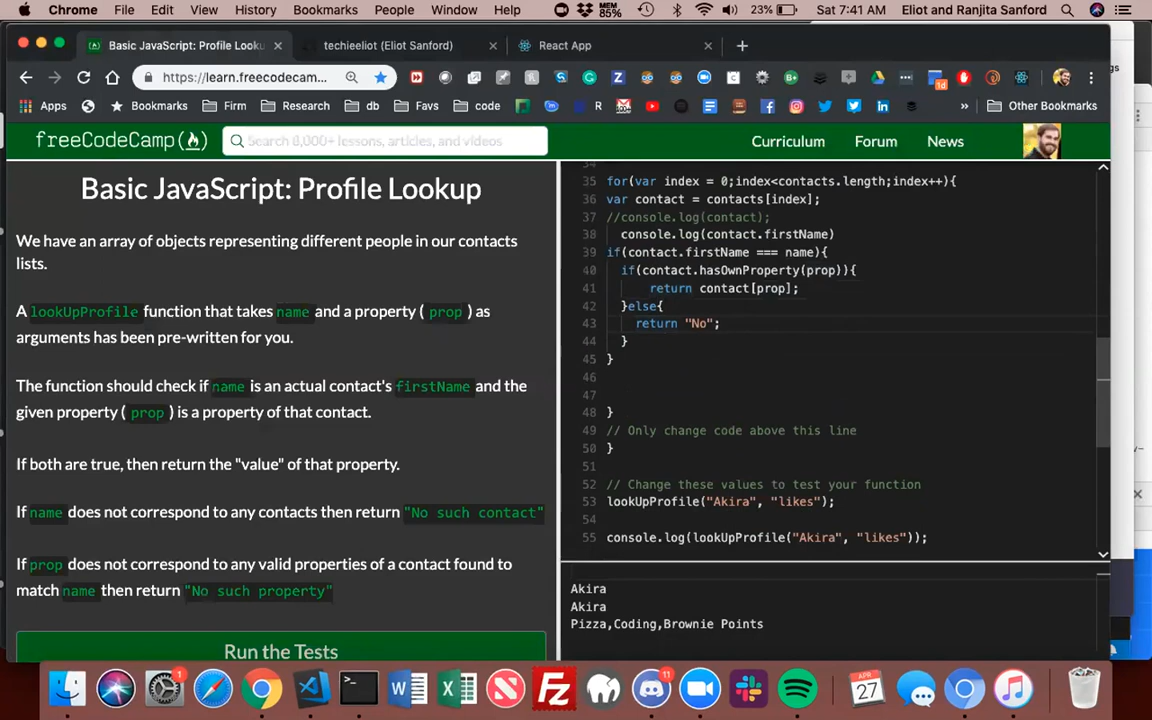 Chrome File Edit View History Bookmarks People Window Help MEM 85% 23% Sat 7:41 AM Eliot and Ranjita Sanford
Basic JavaScript: Profile Looku techieeliot (Eliot Sanford) React App
https://learn.freecodecam...
Apps Bookmarks Firm Research db Favs code R Other Bookmarks
freeCodeCamp Search 8,000+ lessons, articles, and videos Curriculum Forum News
Basic JavaScript: Profile Lookup
We have an array of objects representing different people in our contacts
lists.
A lookUpProfile function that takes name and a property ( prop ) as
arguments has been pre-written for you.
The function should check if name is an actual contact's firstName and the
given property ( prop ) is a property of that contact.
If both are true, then return the "value" of that property.
If name does not correspond to any contacts then return "No such contact"
If prop does not correspond to any valid properties of a contact found to
match name then return "No such property"
Run the Tests
34
35 for(var index = 0;index<contacts.length;index++){
36 var contact = contacts[index];
37 //console.log(contact);
38 console.log(contact.firstName)
39 if(contact.firstName === name){
40 if(contact.hasOwnProperty(prop)){
41 return contact[prop];
42 }else{
43 return "No";
44 }
45 }
46
47
48 }
49 // Only change code above this line
50 }
51
52 // Change these values to test your function
53 lookUpProfile("Akira", "likes");
54
55 console.log(lookUpProfile("Akira", "likes"));
Akira
Akira
Pizza,Coding,Brownie Points